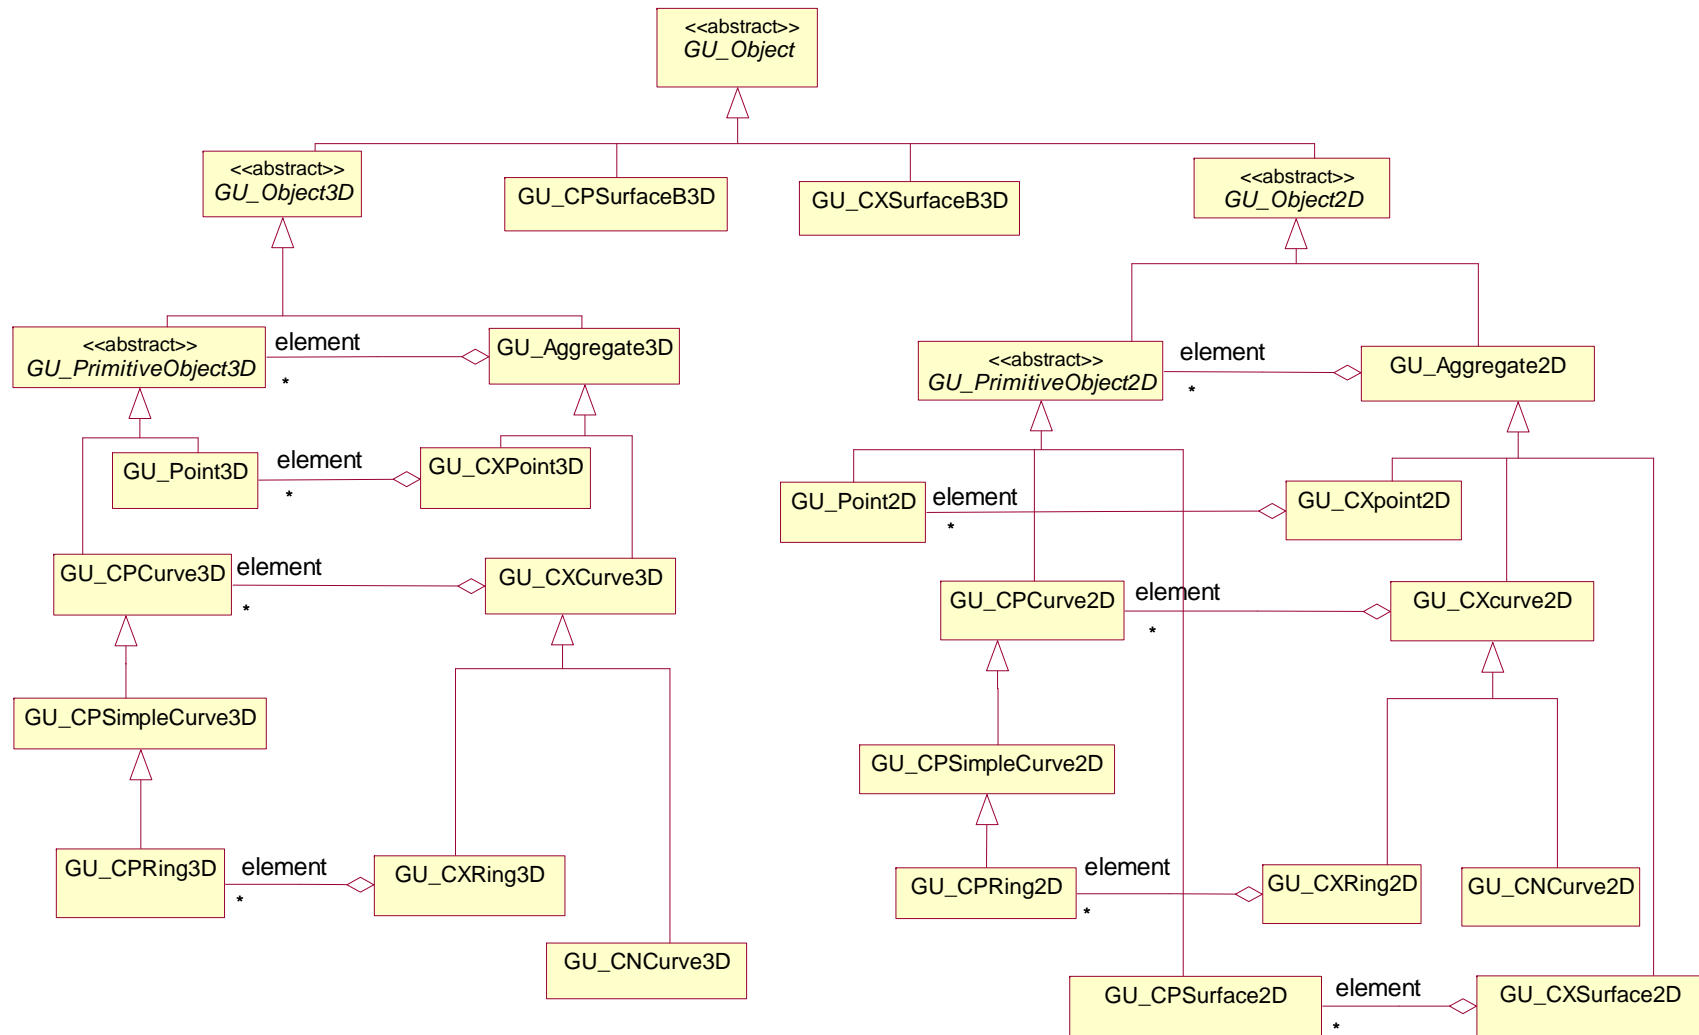 <<abstract>>
GU_Object
<<abstract>>
GU_Object3D
GU_CPSurfaceB3D
GU_CXSurfaceB3D
<<abstract>>
GU_Object2D
<<abstract>>
GU_PrimitiveObject3D
element
*
GU_Aggregate3D
<<abstract>>
GU_PrimitiveObject2D
element
*
GU_Aggregate2D
GU_Point3D
element
*
GU_CXPoint3D
GU_Point2D
element
*
GU_CXpoint2D
GU_CPCurve3D
element
*
GU_CXCurve3D
GU_CPCurve2D
element
*
GU_CXcurve2D
GU_CPSimpleCurve3D
GU_CPSimpleCurve2D
GU_CPRing3D
element
*
GU_CXRing3D
GU_CPRing2D
element
*
GU_CXRing2D
GU_CNCurve2D
GU_CNCurve3D
GU_CPSurface2D
element
*
GU_CXSurface2D